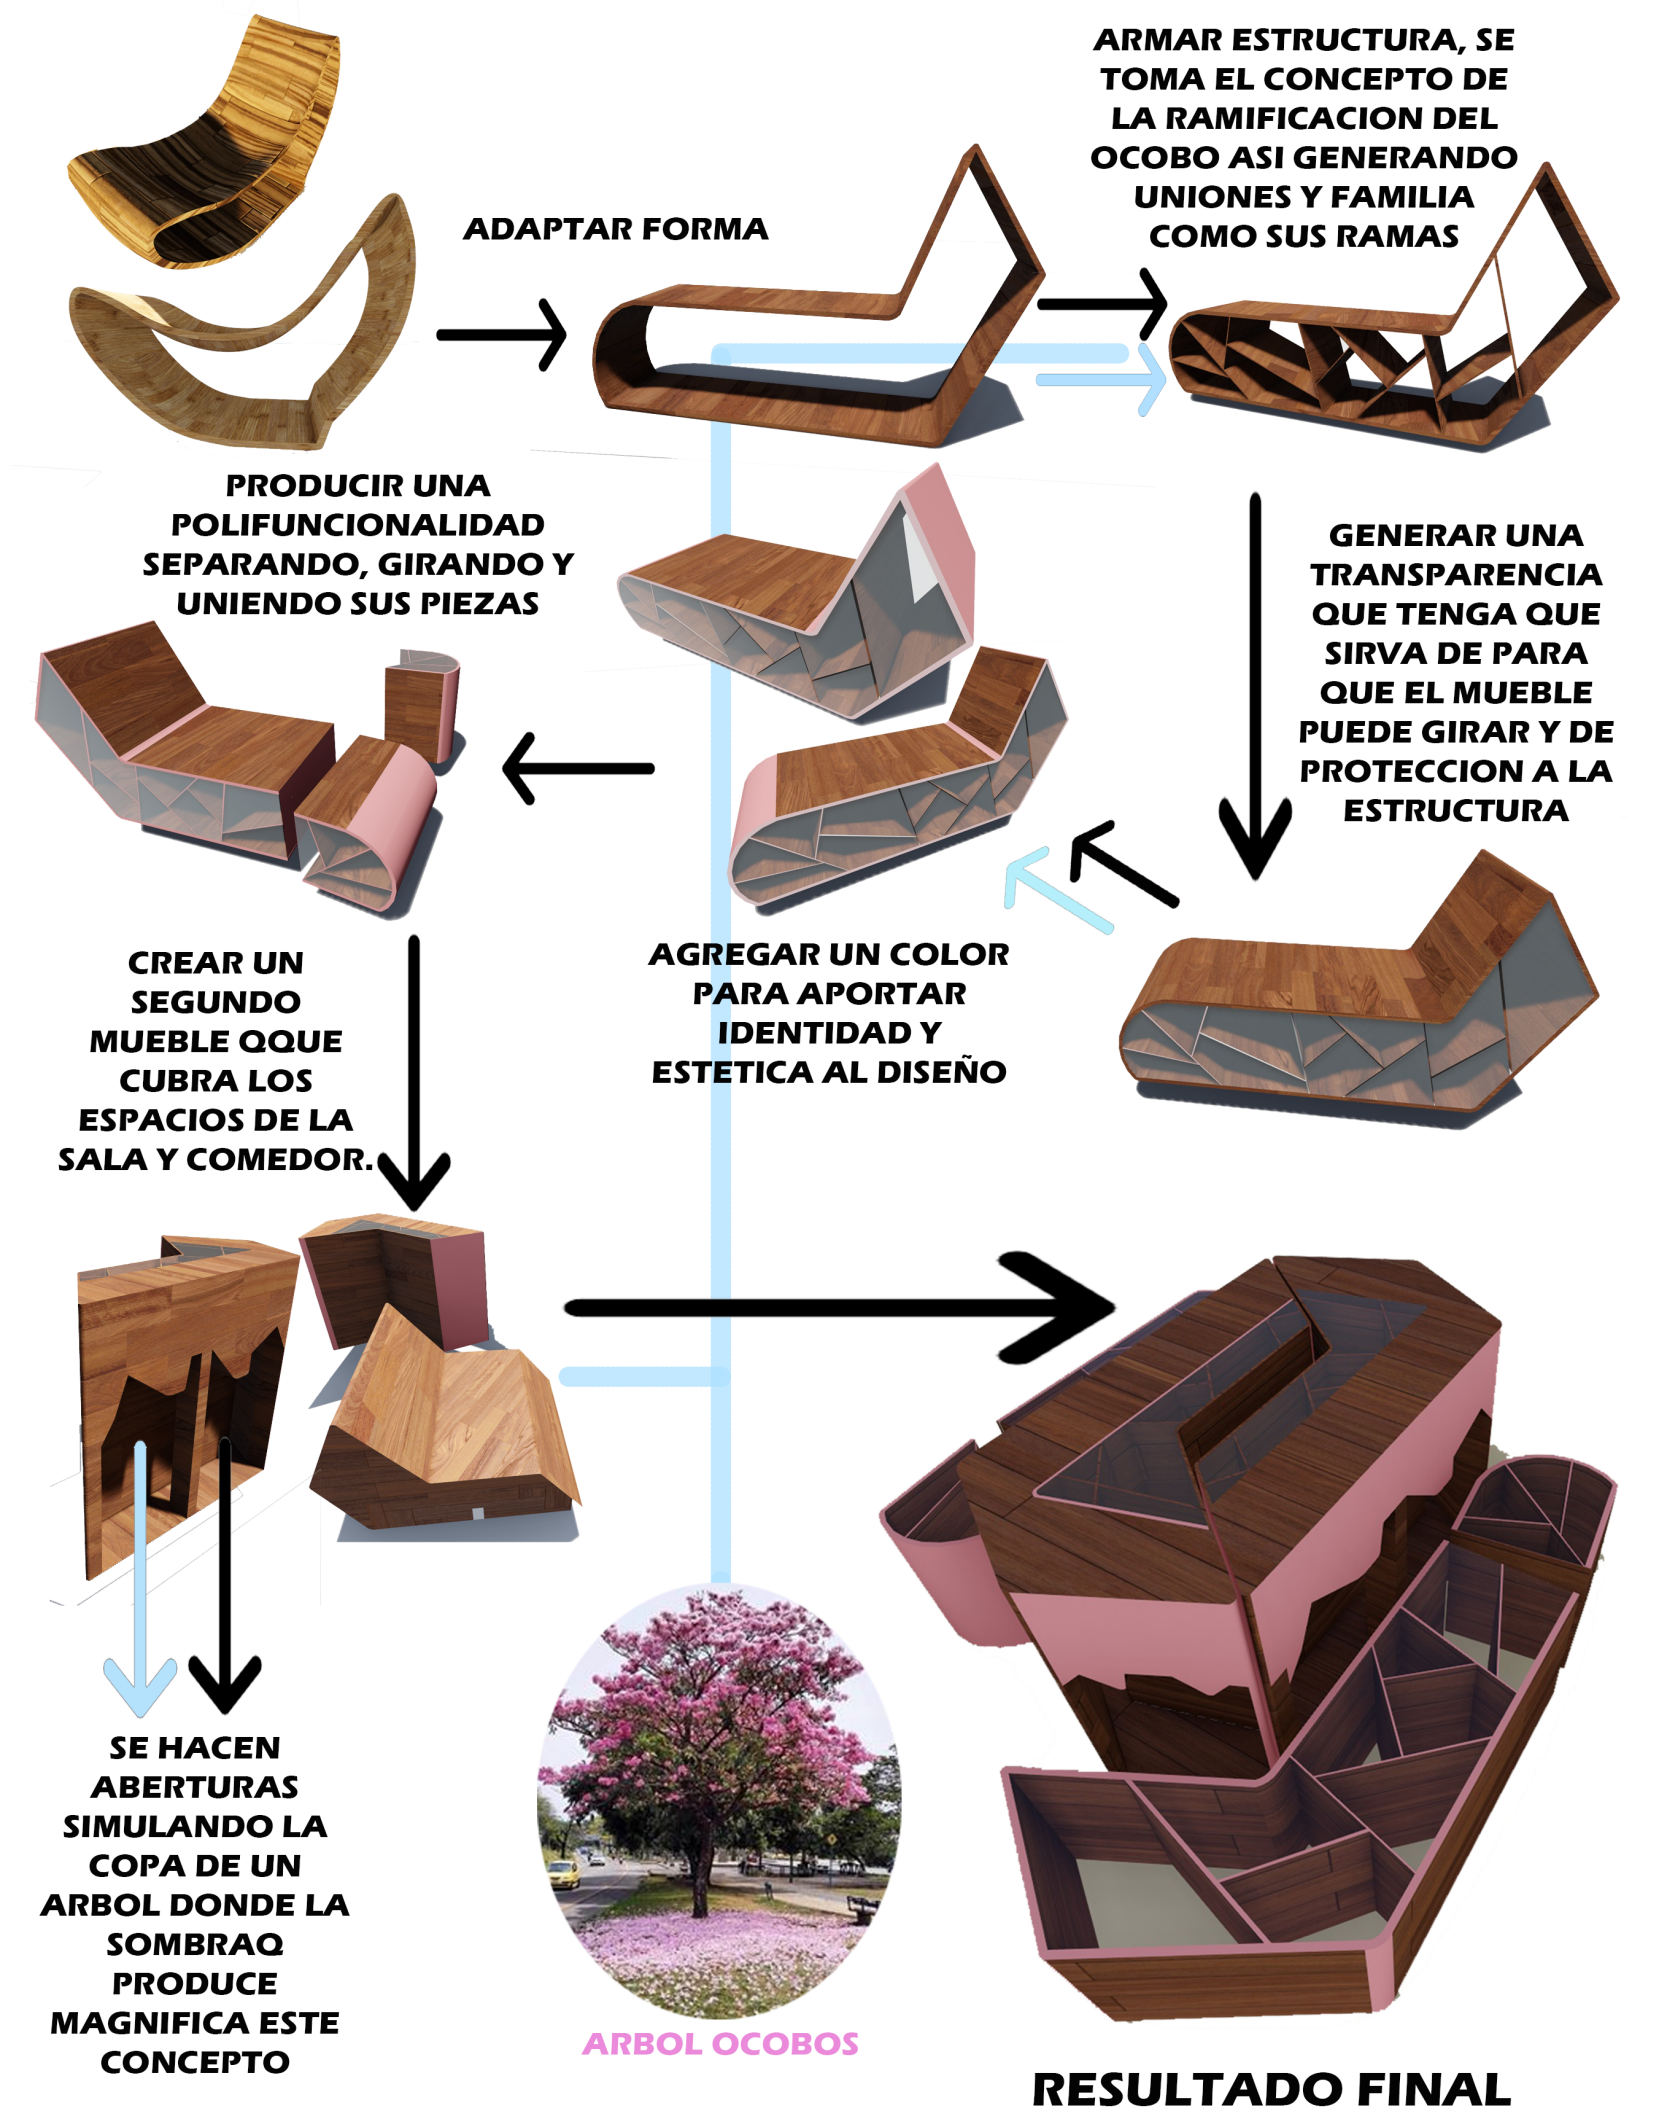 ADAPTAR FORMA
ARMAR ESTRUCTURA, SE
TOMA EL CONCEPTO DE
LA RAMIFICACION DEL
OCOBO ASI GENERANDO
UNIONES Y FAMILIA
COMO SUS RAMAS
GENERAR UNA
TRANSPARENCIA
QUE TENGA QUE
SIRVA DE PARA
QUE EL MUEBLE
PUEDE GIRAR Y DE
PROTECCION A LA
ESTRUCTURA
AGREGAR UN COLOR
PARA APORTAR
IDENTIDAD Y
ESTETICA AL DISEÑO
PRODUCIR UNA
POLIFUNCIONALIDAD
SEPARANDO, GIRANDO Y
UNIENDO SUS PIEZAS
CREAR UN
SEGUNDO
MUEBLE QQUE
CUBRA LOS
ESPACIOS DE LA
SALA Y COMEDOR.
SE HACEN
ABERTURAS
SIMULANDO LA
COPA DE UN
ARBOL DONDE LA
SOMBRAQ
PRODUCE
MAGNIFICA ESTE
CONCEPTO
ARBOL OCOBOS
RESULTADO FINAL